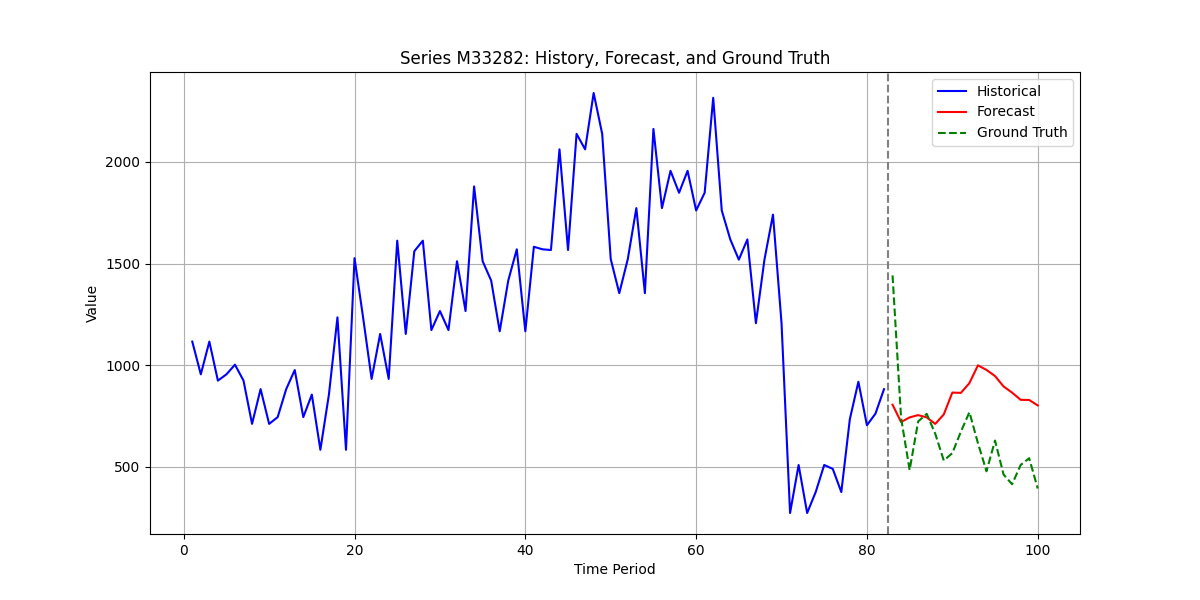 Series M33282: History, Forecast, and Ground Truth
Historical
Forecast
Ground Truth
Value
2000
1500
1000
500
0 20 40 60 80 100
Time Period